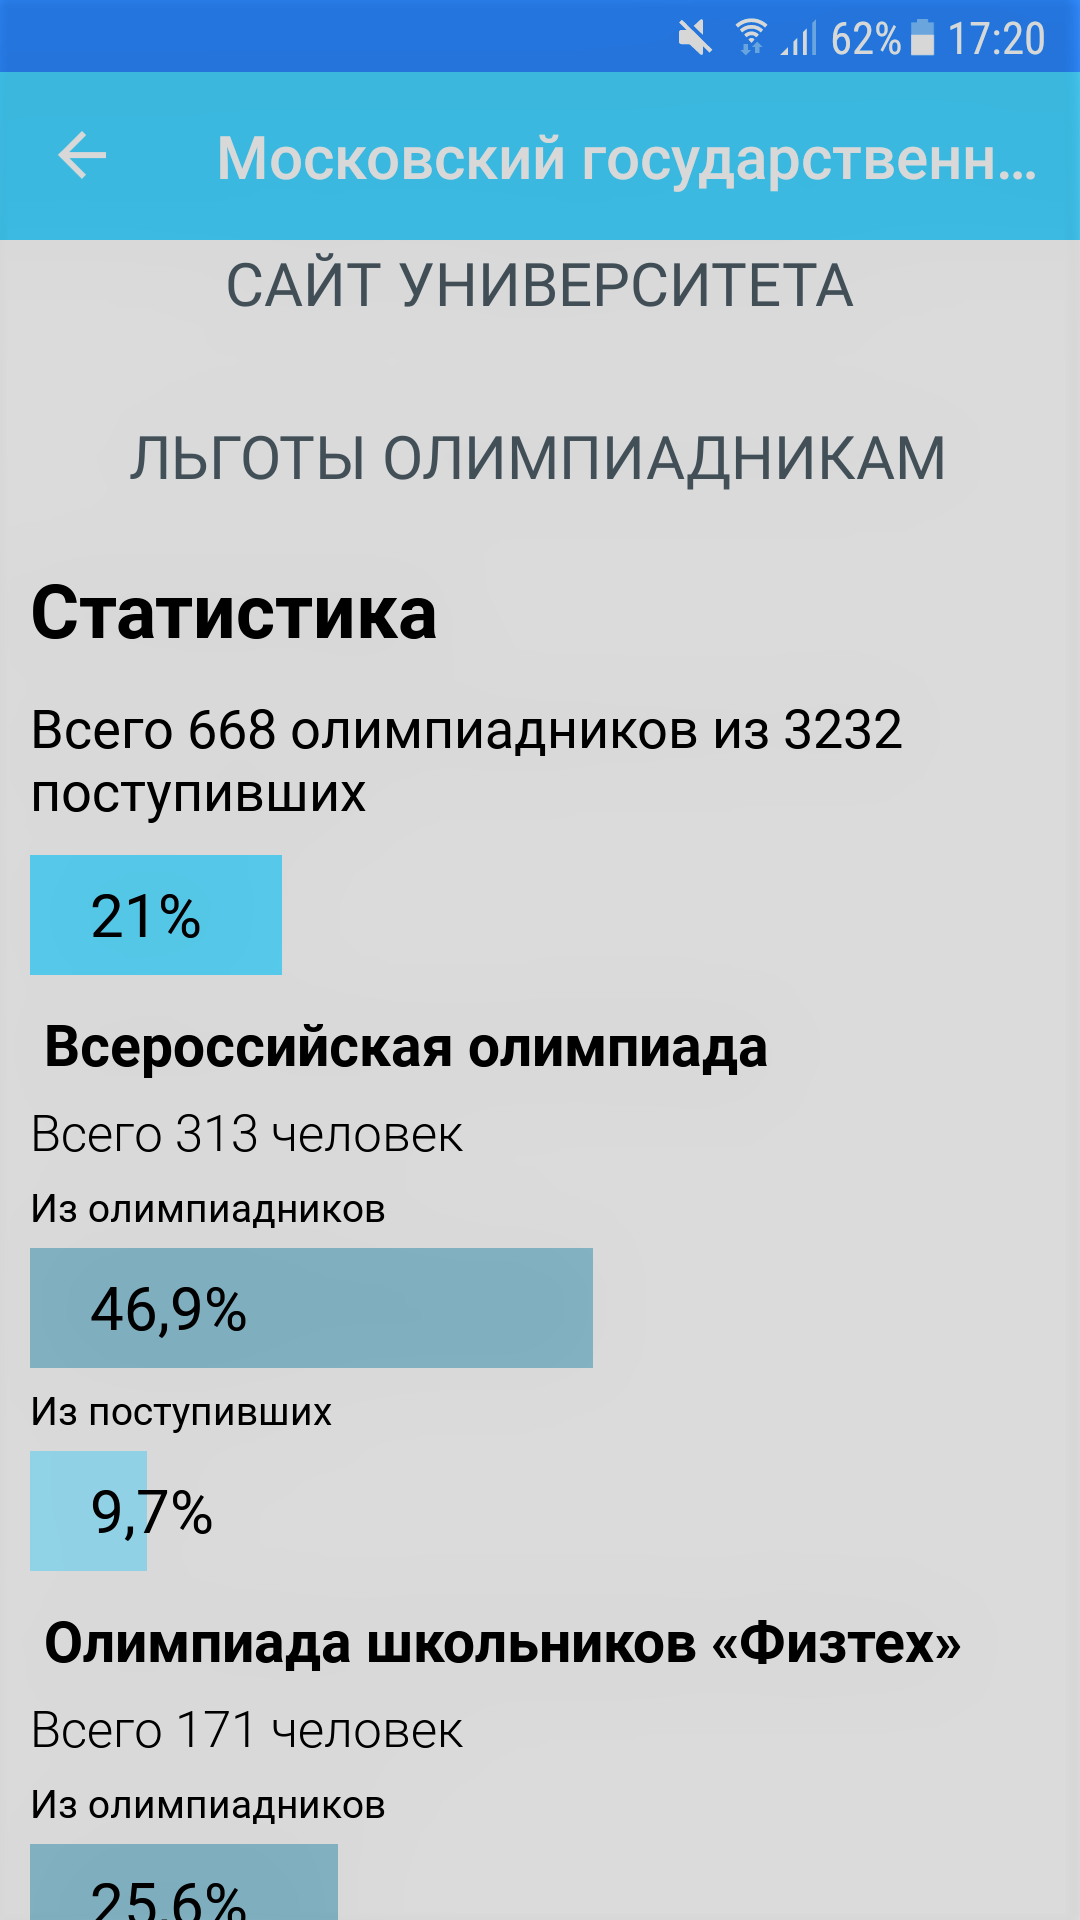 62% 17:20
Московский государственн...
САЙТ УНИВЕРСИТЕТА
ЛЬГОТЫ ОЛИМПИАДНИКАМ
Статистика
Всего 668 олимпиадников из 3232
поступивших
21%
Всероссийская олимпиада
Всего 313 человек
Из олимпиадников
46,9%
Из поступивших
9,7%
Олимпиада школьников «Физтех»
Всего 171 человек
Из олимпиадников
25,6%